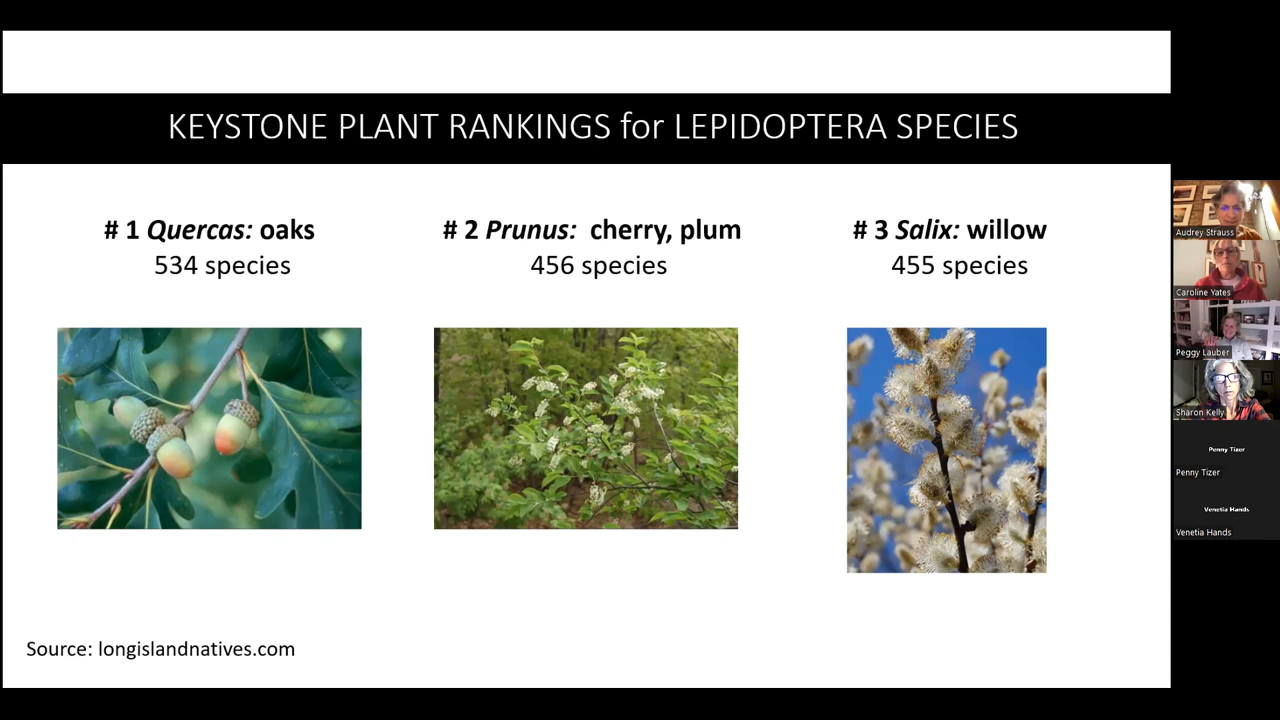 KEYSTONE PLANT RANKINGS for LEPIDOPTERA SPECIES
# 1 Quercas: oaks
534 species
# 2 Prunus: cherry, plum
456 species
# 3 Salix: willow
455 species
Source: longislandnatives.com
Audrey Strauss
Caroline Yates
Peggy Lauber
Sharon Kelly
Penny Tizer
Penny Tizer
Venetia Hands
Venetia Hands